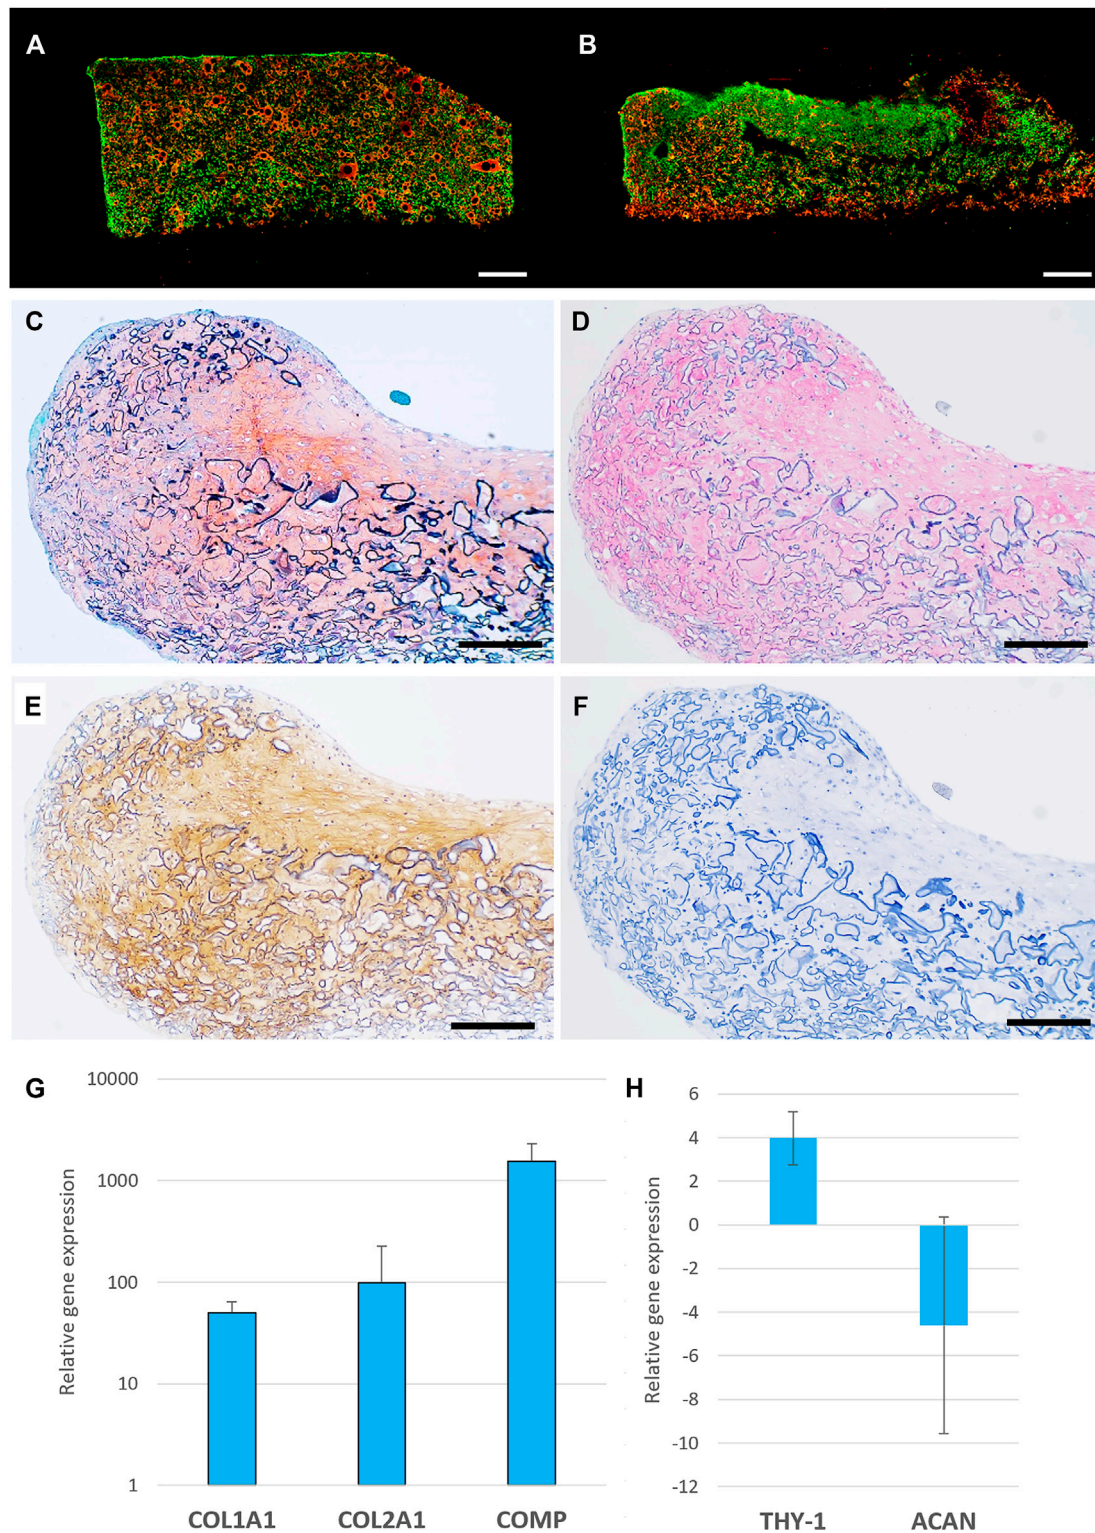 A
B
C
D
E
F
G
H
Relative gene expression
10000
1000
100
10
1
COL1A1 COL2A1 COMP
Relative gene expression
6
4
2
0
-2
-4
-6
-8
-10
-12
THY-1 ACAN